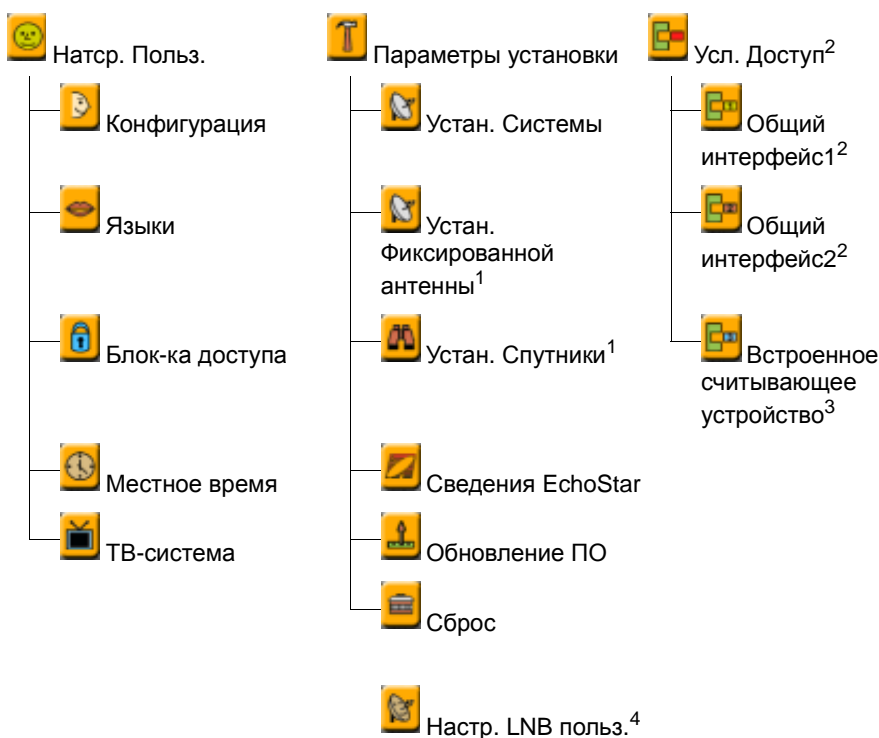 Натср. Польз.
Конфигурация
Языки
Блок-ка доступа
Местное время
ТВ-система
Параметры установки
Устан. Системы
Устан.
Фиксированной
антенны1
Устан. Спутники1
Сведения EchoStar
Обновление ПО
Сброс
Настр. LNB польз.4
Усл. Доступ2
Общий
интерфейс12
Общий
интерфейс22
Встроенное
считывающее
устройство3